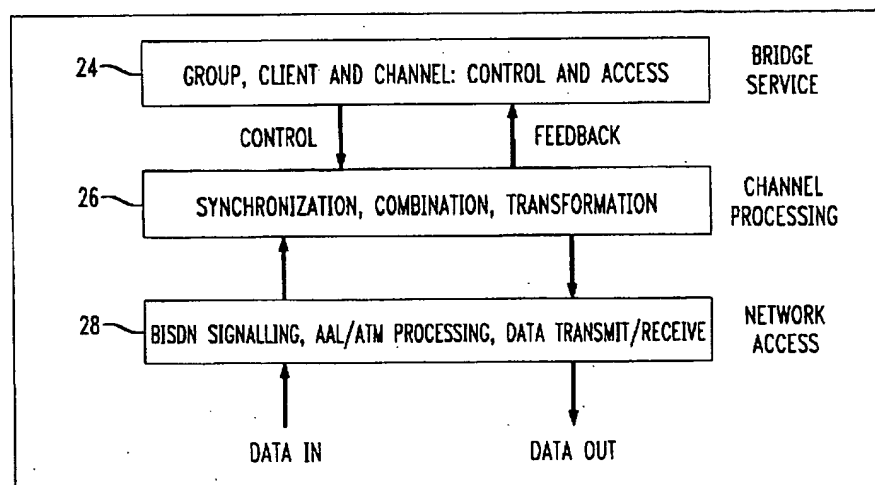 24
GROUP, CLIENT AND CHANNEL: CONTROL AND ACCESS
BRIDGE
SERVICE
CONTROL
FEEDBACK
26
SYNCHRONIZATION, COMBINATION, TRANSFORMATION
CHANNEL
PROCESSING
28
BISDN SIGNALLING, AAL/ATM PROCESSING, DATA TRANSMIT/RECEIVE
NETWORK
ACCESS
DATA IN
DATA OUT